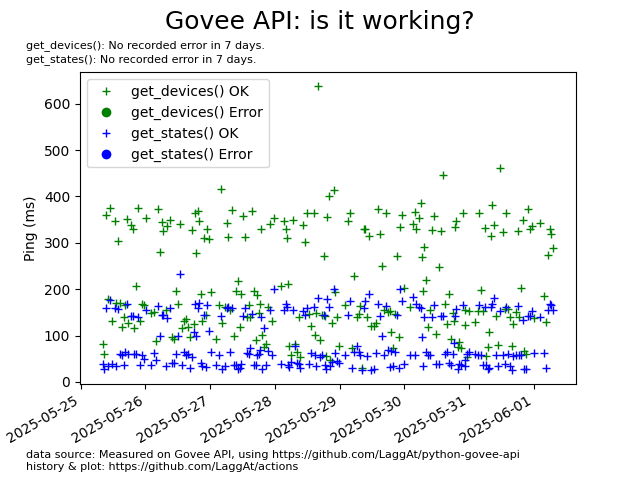 Govee API: is it working?
get_devices(): No recorded error in 7 days.
get_states(): No recorded error in 7 days.
get_devices() OK
get_devices() Error
get_states() OK
get_states() Error
Ping (ms)
600
500
400
300
200
100
0
2025-05-25
2025-05-26
2025-05-27
2025-05-28
2025-05-29
2025-05-30
2025-05-31
2025-06-01
data source: Measured on Govee API, using https://github.com/LaggAt/python-govee-api
history & plot: https://github.com/LaggAt/actions